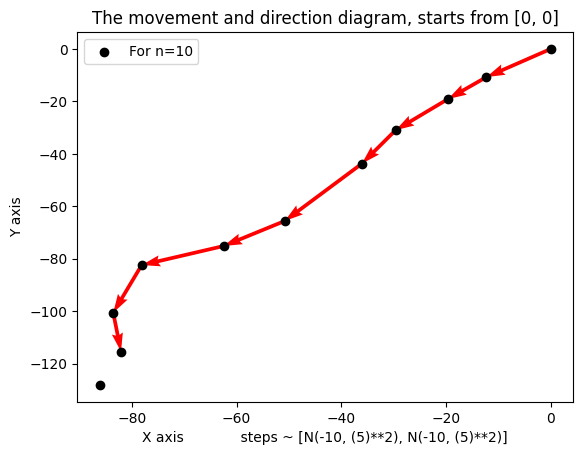 The movement and direction diagram, starts from [0, 0]
For n=10
0
−20
−40
−60
−80
−100
−120
Y axis
−80 −60 −40 −20 0
X axis steps ~ [N(-10, (5)**2), N(-10, (5)**2)]